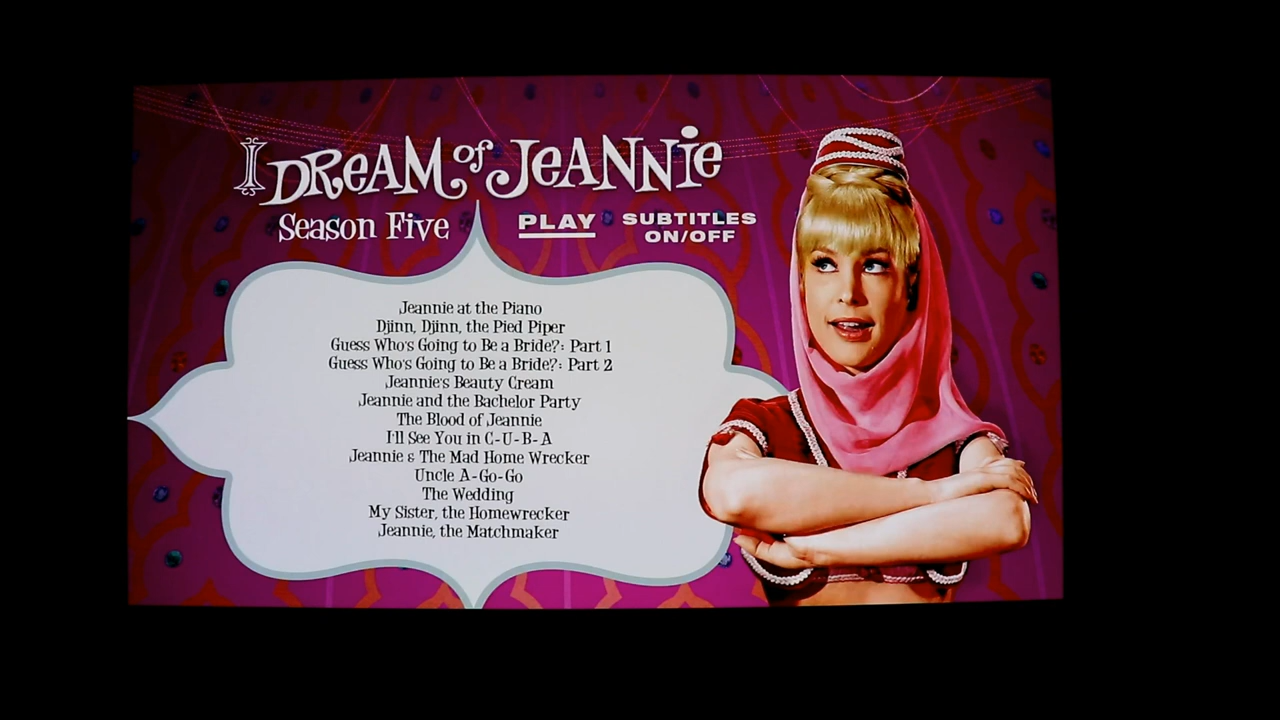 I DREAM of JEANNIE
Season Five
PLAY
SUBTITLES
ON/OFF
Jeannie at the Piano
Djinn, Djinn, the Pied Piper
Guess Who's Going to Be a Bride?: Part 1
Guess Who's Going to Be a Bride?: Part 2
Jeannie's Beauty Cream
Jeannie and the Bachelor Party
The Blood of Jeannie
I'll See You in C-U-B-A
Jeannie & The Mad Home Wrecker
Uncle A-Go-Go
The Wedding
My Sister, the Homewrecker
Jeannie, the Matchmaker